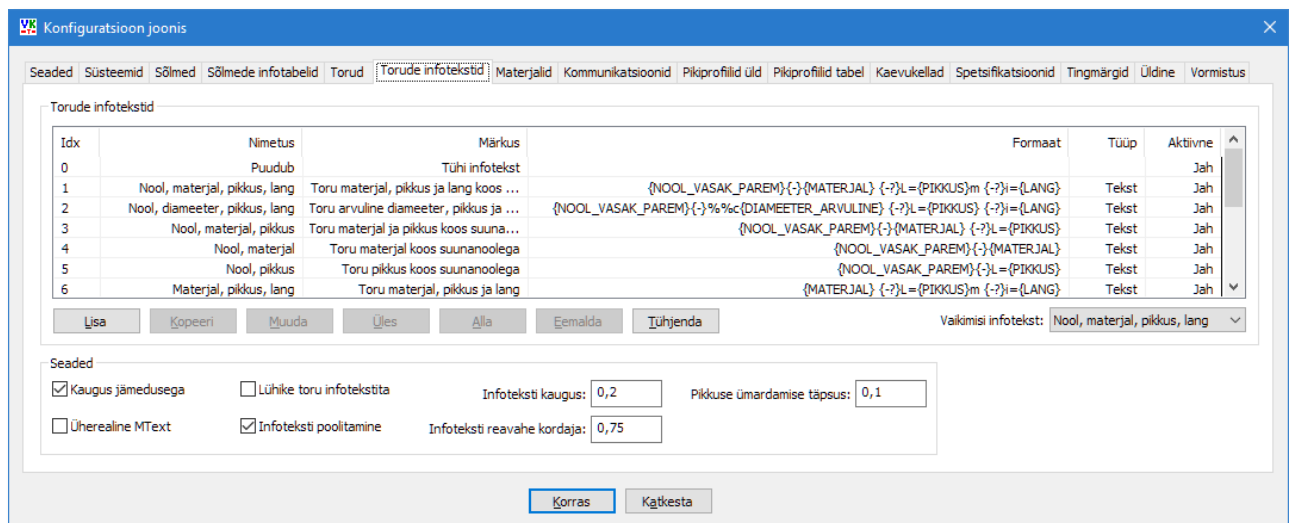 VK
Konfiguratsioon joonis
Seaded Süsteemid Sõlmed Sõlmede infotabelid Torud Torude infotekstid Materjalid Kommunikatsioonid Pikiprofiilid üld Pikiprofiilid tabel Kaevukellad Spetsifikatsioonid Tingmärgid Üldine Vormistus
Torude infotekstid
Idx Nimetus Märkus Formaat Tüüp Aktiivne
0 Puudub Tühi infotekst Jah
1 Nool, materjal, pikkus, lang Toru materjal, pikkus ja lang koos ... {NOOL_VASAK_PAREM}{-}{MATERJAL} {-?}L={PIKKUS}m {-?}i={LANG} Tekst Jah
2 Nool, diameeter, pikkus, lang Toru arvuline diameeter, pikkus ja ... {NOOL_VASAK_PAREM}{-}%%c{DIAMEETER_ARVULINE} {-?}L={PIKKUS} {-?}i={LANG} Tekst Jah
3 Nool, materjal, pikkus Toru materjal ja pikkus koos suuna... {NOOL_VASAK_PAREM}{-}{MATERJAL} {-?}L={PIKKUS} Tekst Jah
4 Nool, materjal Toru materjal koos suunanoolega {NOOL_VASAK_PAREM}{-}{MATERJAL} Tekst Jah
5 Nool, pikkus Toru pikkus koos suunanoolega {NOOL_VASAK_PAREM}{-}L={PIKKUS} Tekst Jah
6 Materjal, pikkus, lang Toru materjal, pikkus ja lang {MATERJAL} {-?}L={PIKKUS}m {-?}i={LANG} Tekst Jah
Lisa Kopeeri Muuda Üles Alla Eemalda Tühjenda Vaikimisi infotekst: Nool, materjal, pikkus, lang
Seaded
Kaugus jämedusega Lühike toru infotekstita Infoteksti kaugus: 0,2 Pikkuse ümardamise täpsus: 0,1
Üherealine MText Infoteksti poolitamine Infoteksti reavahe kordaja: 0,75
Korras Katkesta